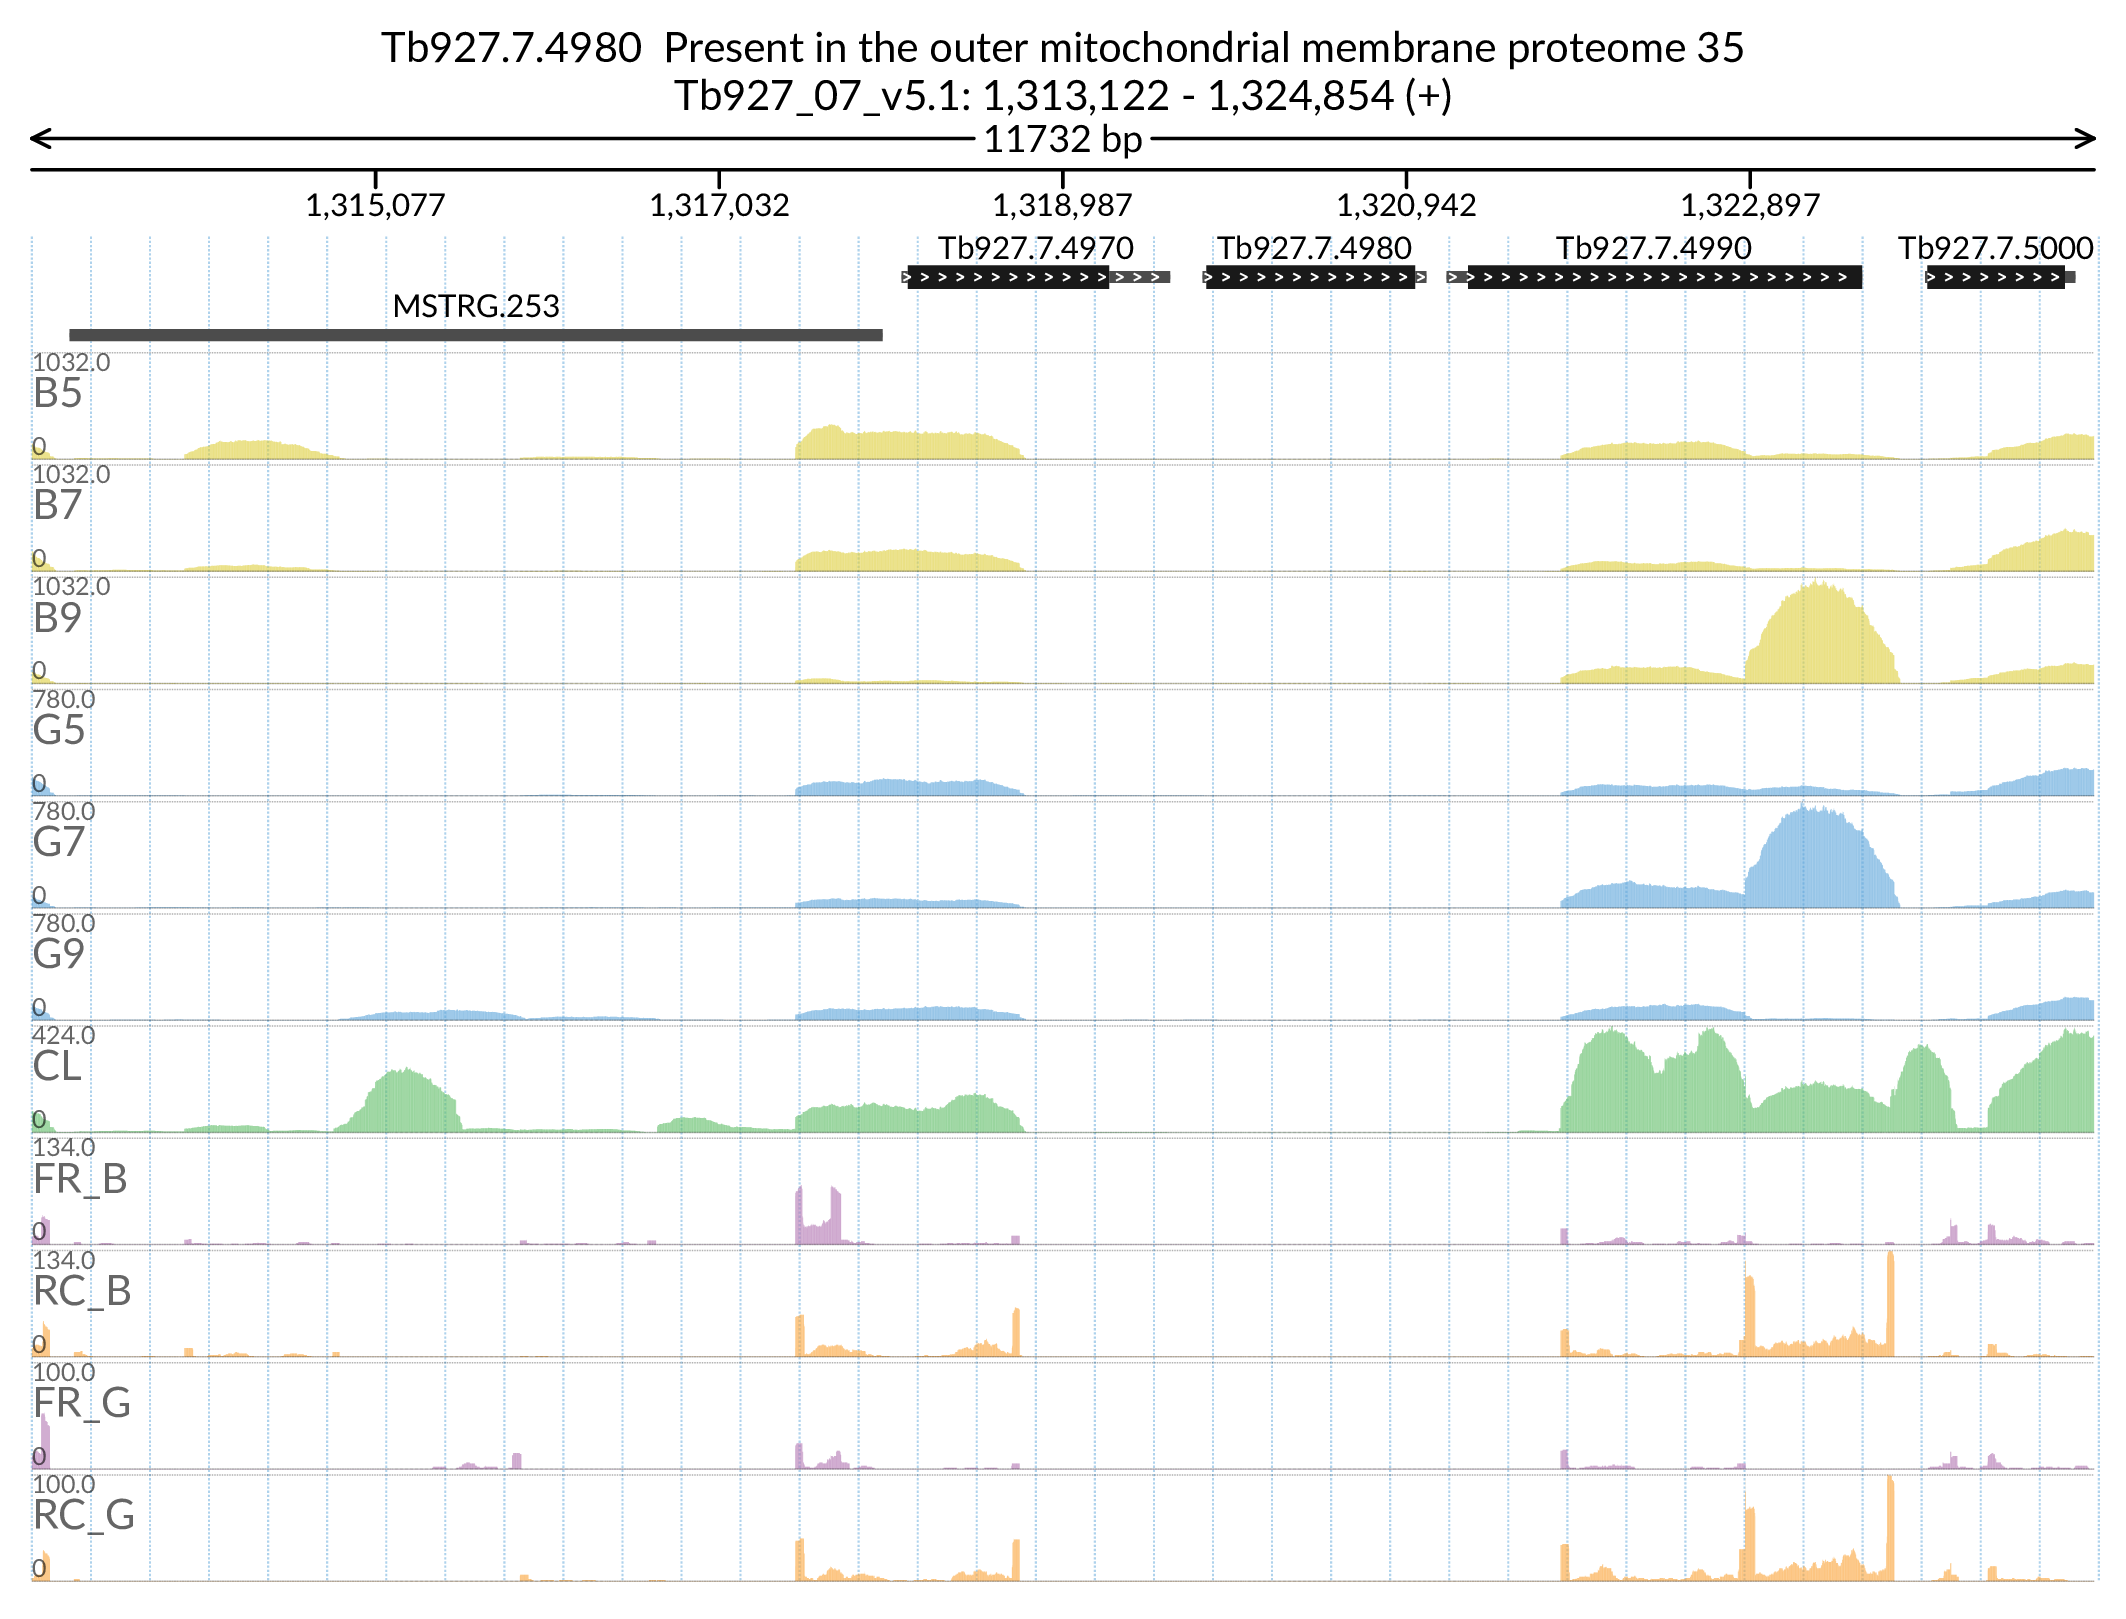 Tb927.7.4980  Present in the outer mitochondrial membrane proteome 35
Tb927_07_v5.1: 1,313,122 - 1,324,854 (+)
11732 bp
1,315,077 1,317,032 1,318,987 1,320,942 1,322,897
Tb927.7.4970 Tb927.7.4980 Tb927.7.4990 Tb927.7.5000
MSTRG.253
1032.0
B5
0
1032.0
B7
0
1032.0
B9
0
780.0
G5
0
780.0
G7
0
780.0
G9
0
424.0
CL
0
134.0
FR_B
0
134.0
RC_B
0
100.0
FR_G
0
100.0
RC_G
0